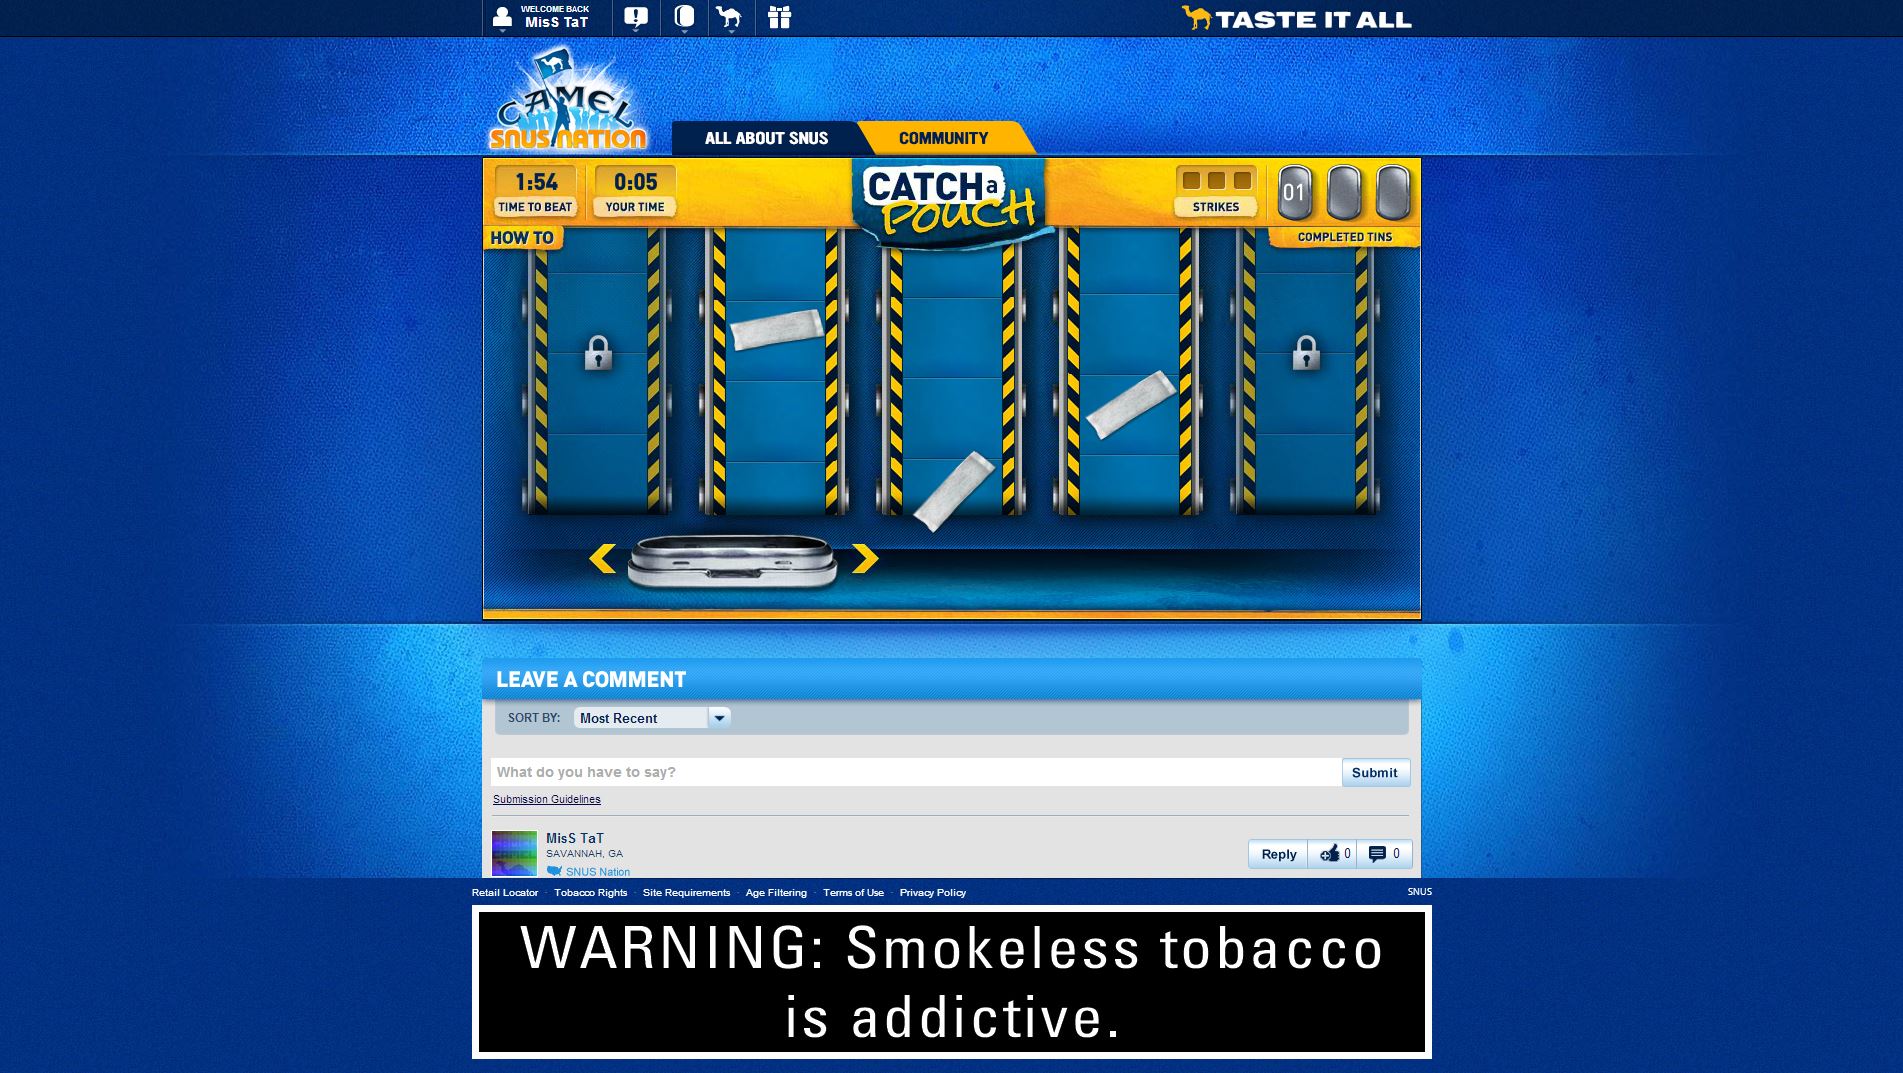 WELCOME BACK
MisS TaT
TASTE IT ALL
CAMEL
SNUS NATION
ALL ABOUT SNUS
COMMUNITY
1:54
TIME TO BEAT
0:05
YOUR TIME
CATCH a
POUCH
STRIKES
01
COMPLETED TINS
HOW TO
LEAVE A COMMENT
SORT BY: Most Recent
What do you have to say?
Submit
Submission Guidelines
MisS TaT
SAVANNAH, GA
SNUS Nation
Reply 0 0
Retail Locator · Tobacco Rights · Site Requirements · Age Filtering · Terms of Use · Privacy Policy
SNUS
WARNING: Smokeless tobacco
is addictive.